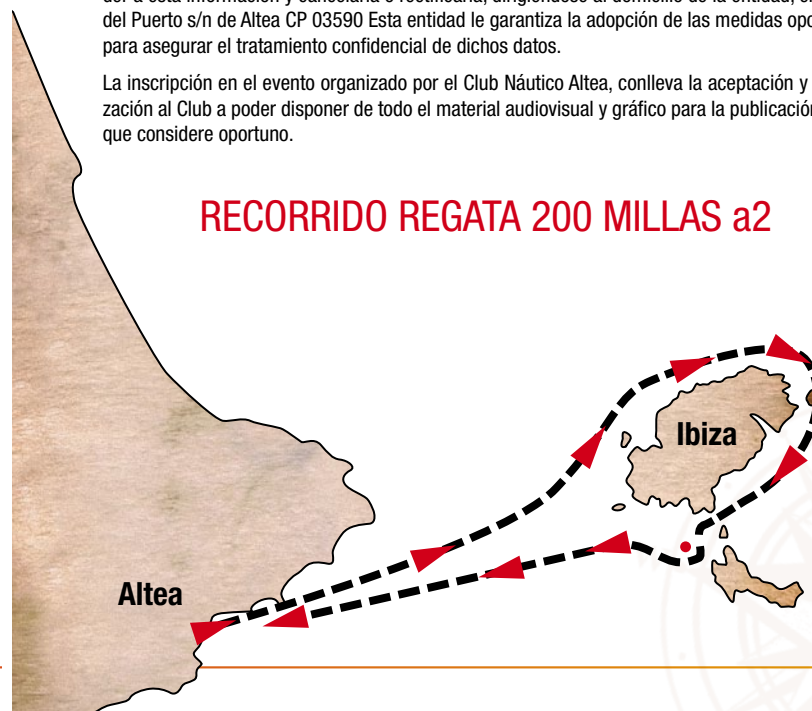 del Puerto s/n de Altea CP 03590 Esta entidad le garantiza la adopción de las medidas
para asegurar el tratamiento confidencial de dichos datos.
La inscripción en el evento organizado por el Club Náutico Altea, conlleva la aceptación y
zación al Club a poder disponer de todo el material audiovisual y gráfico para la publicación
que considere oportuno.
RECORRIDO REGATA 200 MILLAS a2
Ibiza
Altea